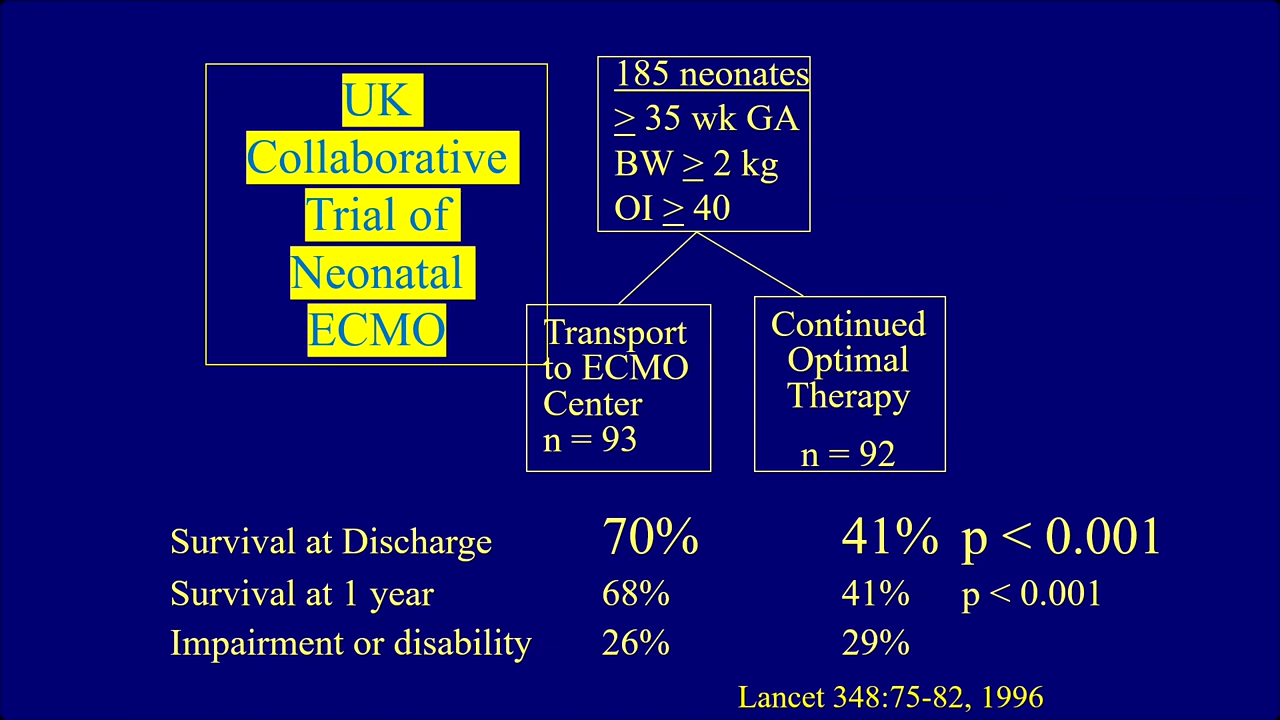 UK
Collaborative
Trial of
Neonatal
ECMO
185 neonates
≥ 35 wk GA
BW ≥ 2 kg
OI ≥ 40
Transport
to ECMO
Center
n = 93
Continued
Optimal
Therapy
n = 92
Survival at Discharge 70% 41% p < 0.001
Survival at 1 year 68% 41% p < 0.001
Impairment or disability 26% 29%
Lancet 348:75-82, 1996